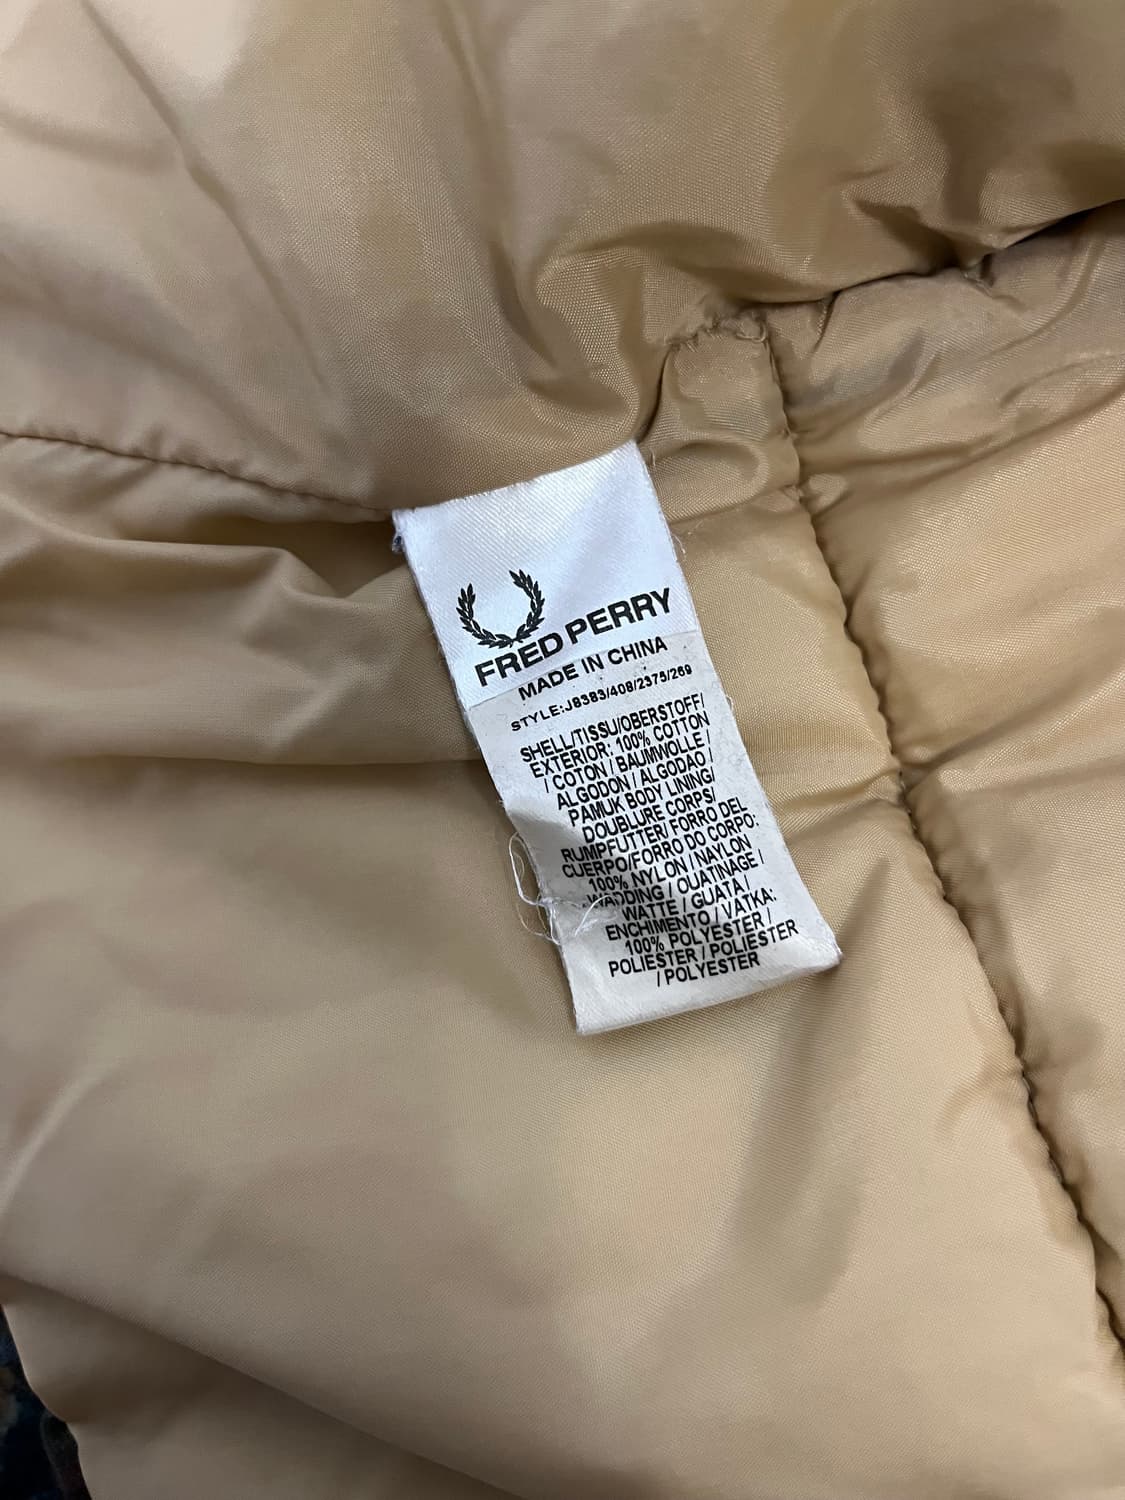 FRED PERRY
MADE IN CHINA
STYLE:J8383/408/2375/269
SHELL/TISSU/OBERSTOFF/
EXTERIOR: 100% COTTON
/ COTON / BAUMWOLLE /
ALGODON / ALGODAO /
PAMUK BODY LINING/
DOUBLURE CORPS/
RUMPFUTTER/ FORRO DEL
CUERPO/FORRO DO CORPO:
100% NYLON / NAYLON
WADDING / OUATINAGE /
WATTE / GUATA /
ENCHIMENTO / VATKA:
100% POLYESTER /
POLIESTER / POLIESTER
/ POLYESTER